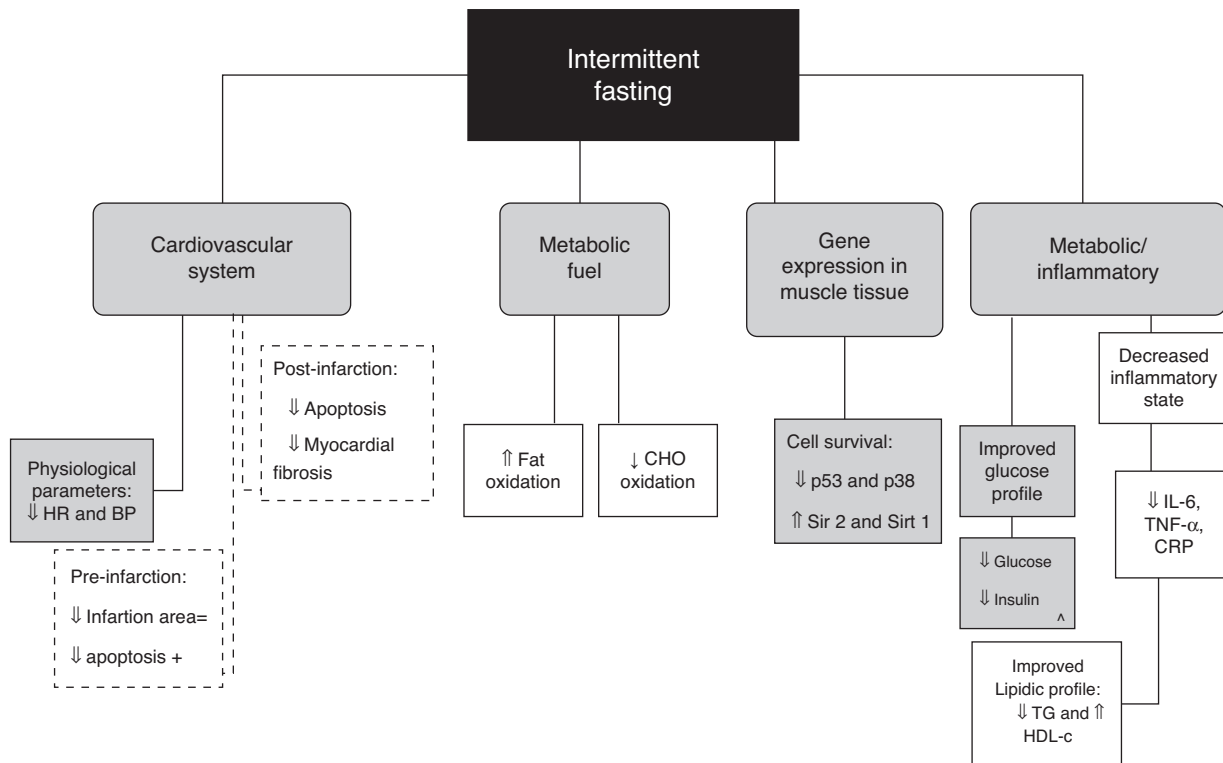 Intermittent
fasting
Cardiovascular
system
Metabolic
fuel
Gene
expression in
muscle tissue
Metabolic/
inflammatory
Physiological
parameters:
⇓ HR and BP
Pre-infarction:
⇓ Infartion area=
⇓ apoptosis +
Post-infarction:
⇓ Apoptosis
⇓ Myocardial
fibrosis
⇑ Fat
oxidation
↓ CHO
oxidation
Cell survival:
⇓ p53 and p38
⇑ Sir 2 and Sirt 1
Improved
glucose
profile
⇓ Glucose
⇓ Insulin
^
Decreased
inflammatory
state
⇓ IL-6,
TNF-α,
CRP
Improved
Lipidic profile:
⇓ TG and ⇑
HDL-c